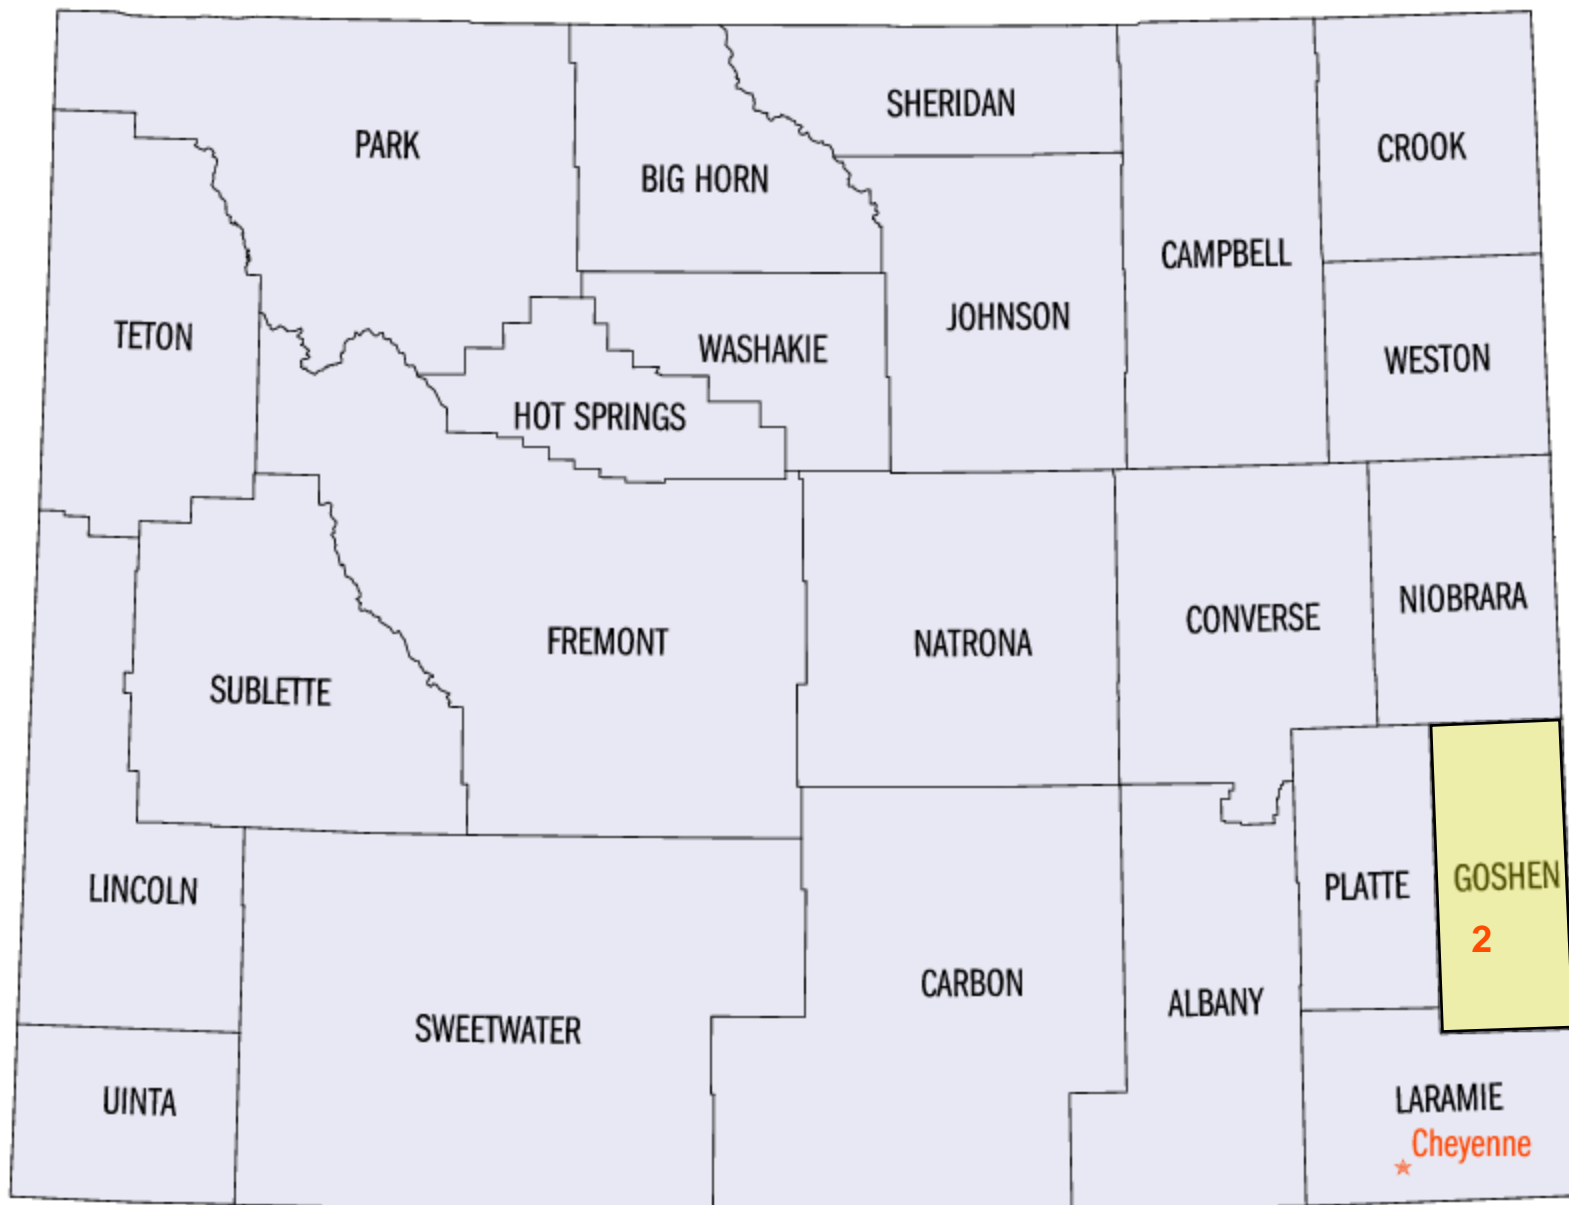 SHERIDAN
PARK
CROOK
BIG HORN
CAMPBELL
JOHNSON
TETON
WASHAKIE
WESTON
HOT SPRINGS
NIOBRARA
CONVERSE
FREMONT
NATRONA
SUBLETTE
GOSHEN
PLATTE
LINCOLN
2
CARBON
ALBANY
SWEETWATER
UINTA
LARAMIE
Cheyenne